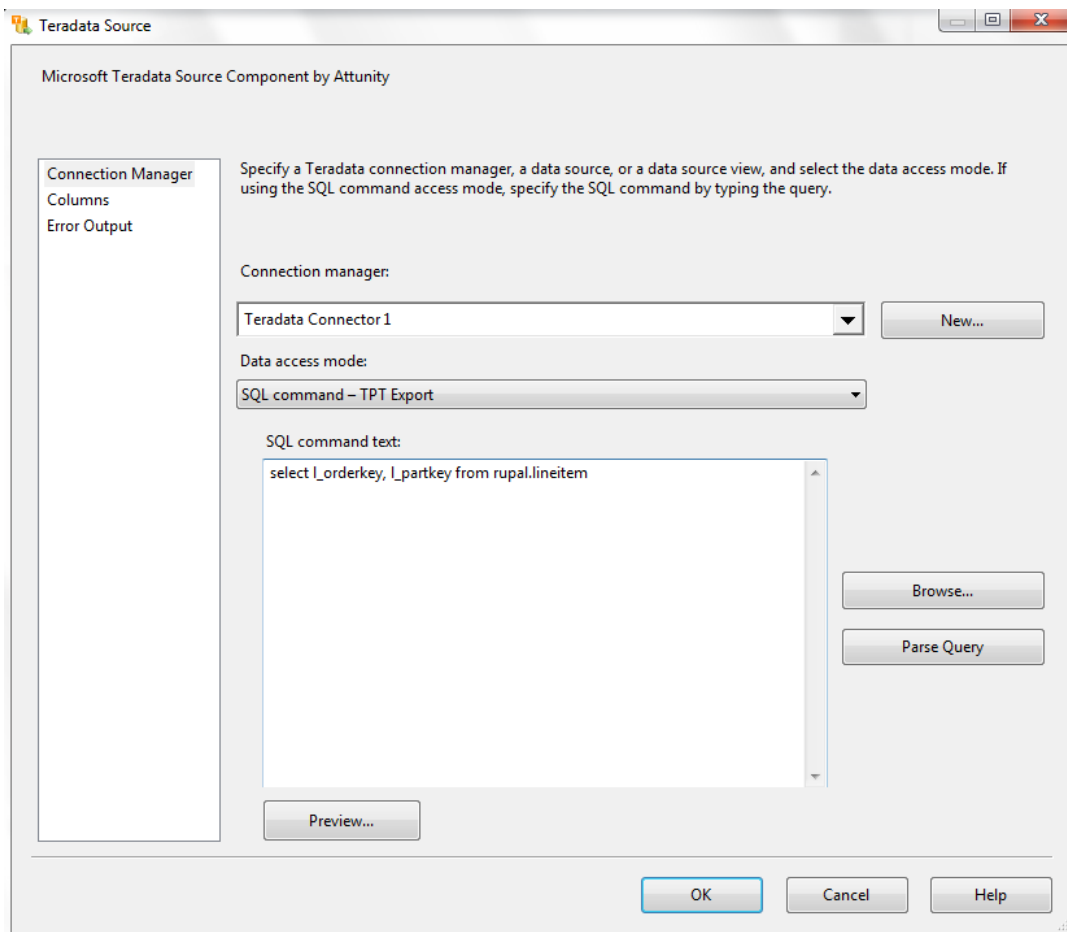 Teradata Source
Microsoft Teradata Source Component by Attunity
Connection Manager
Columns
Error Output
Specify a Teradata connection manager, a data source, or a data source view, and select the data access mode. If
using the SQL command access mode, specify the SQL command by typing the query.
Connection manager:
Teradata Connector 1
New...
Data access mode:
SQL command – TPT Export
SQL command text:
select l_orderkey, l_partkey from rupal.lineitem
Browse...
Parse Query
Preview...
OK
Cancel
Help